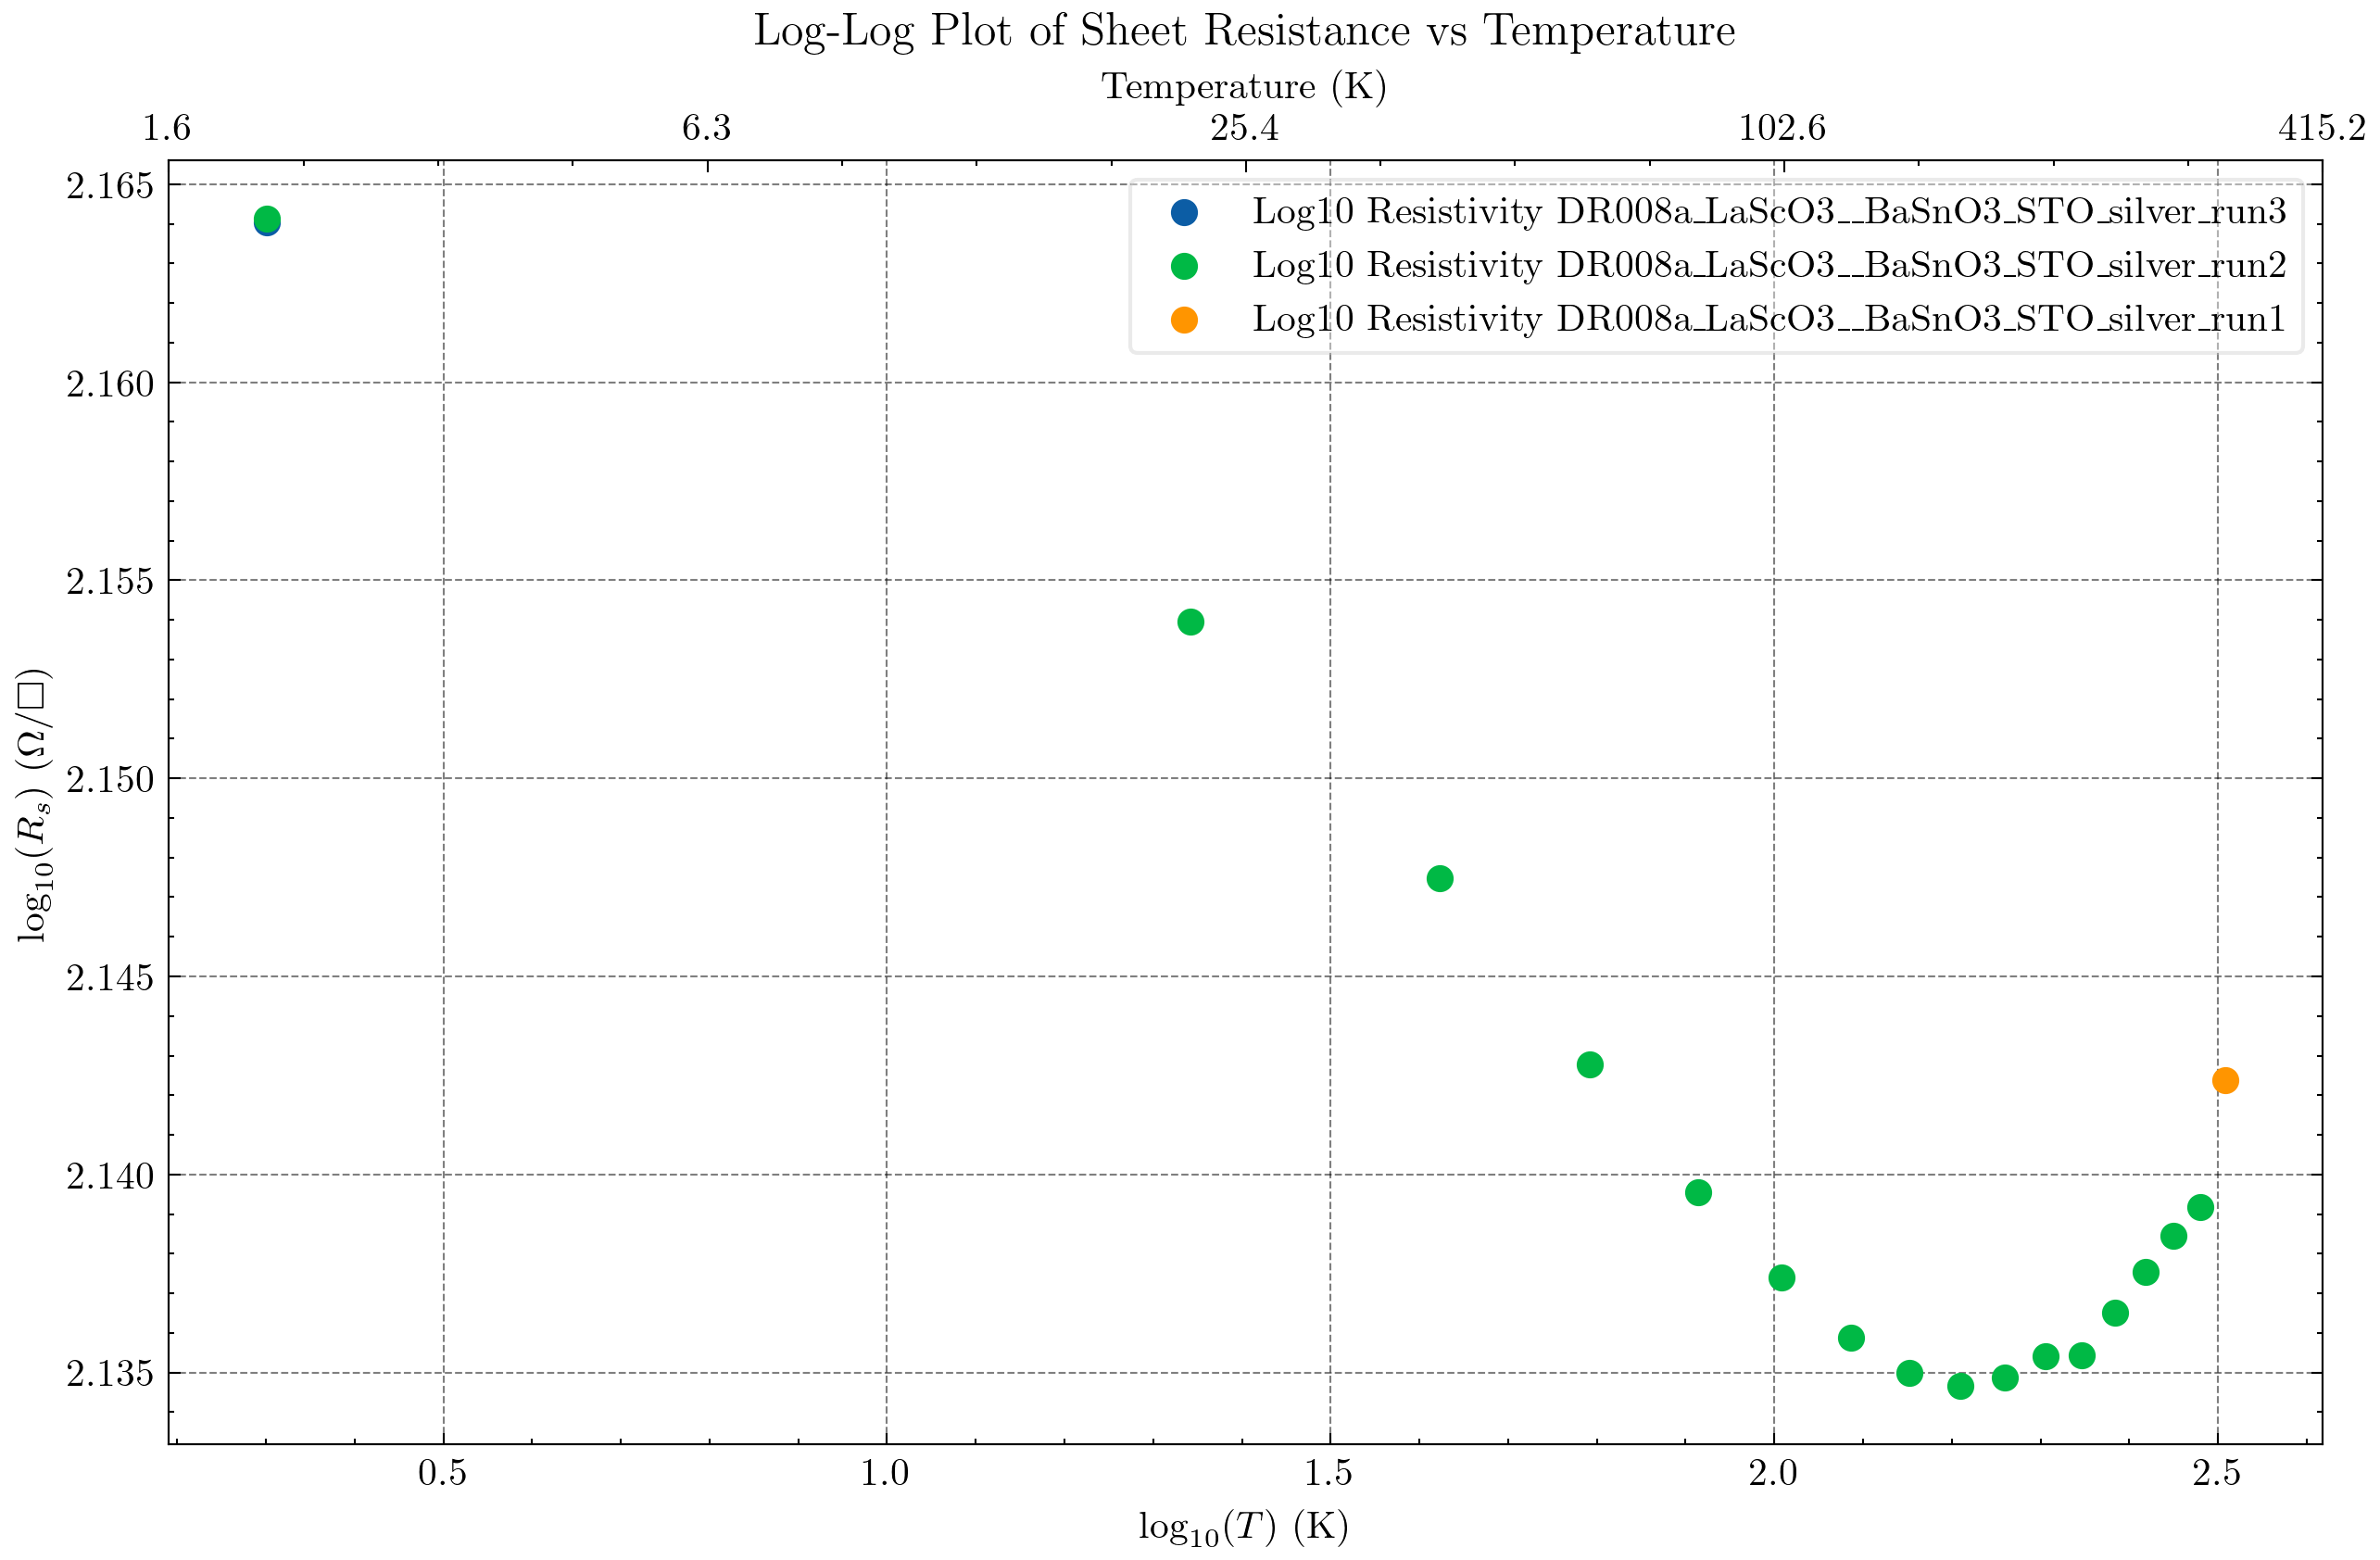 Log-Log Plot of Sheet Resistance vs Temperature
Temperature (K)
1.6 6.3 25.4 102.6 415.2
Log10 Resistivity DR008a_LaScO3__BaSnO3_STO_silver_run3
Log10 Resistivity DR008a_LaScO3__BaSnO3_STO_silver_run2
Log10 Resistivity DR008a_LaScO3__BaSnO3_STO_silver_run1
2.165
2.160
2.155
2.150
2.145
2.140
2.135
log₁₀(Rₛ) (Ω/□)
0.5 1.0 1.5 2.0 2.5
log₁₀(T) (K)